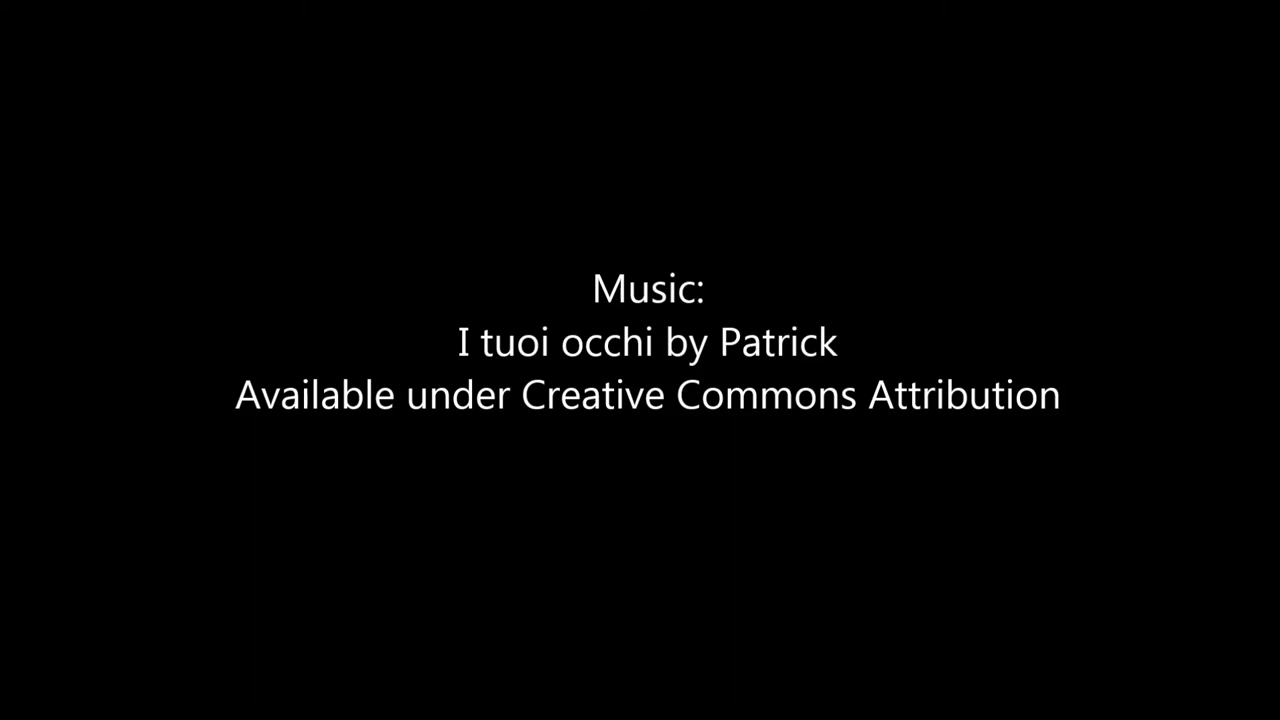 Music:
I tuoi occhi by Patrick
Available under Creative Commons Attribution